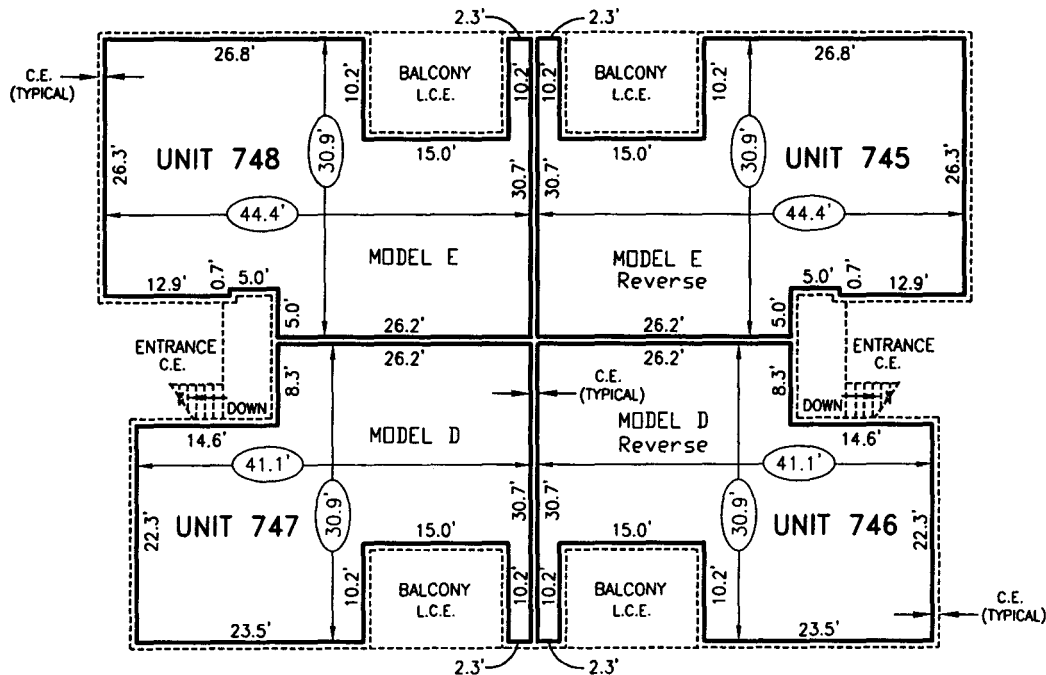 2.3' 2.3'
26.8' 26.8'
C.E.
(TYPICAL)
10.2' BALCONY 10.2' 10.2' BALCONY 10.2'
L.C.E. L.C.E.
15.0' 15.0'
26.3' UNIT 748 30.9' 30.7' 30.7' 30.9' UNIT 745 26.3'
44.4' 44.4'
MODEL E MODEL E
Reverse
12.9' 0.7' 5.0' 5.0' 0.7' 12.9'
5.0' 26.2' 26.2' 5.0'
ENTRANCE 26.2' 26.2' ENTRANCE
C.E. C.E.
8.3' C.E. 8.3'
(TYPICAL)
DOWN DOWN
MODEL D MODEL D
Reverse
14.6' 14.6'
41.1' 41.1'
22.3' UNIT 747 30.9' 30.7' 30.7' 30.9' UNIT 746 22.3'
15.0' 15.0'
10.2' BALCONY 10.2' 10.2' BALCONY 10.2'
L.C.E. L.C.E.
C.E.
(TYPICAL)
23.5' 23.5'
2.3' 2.3'